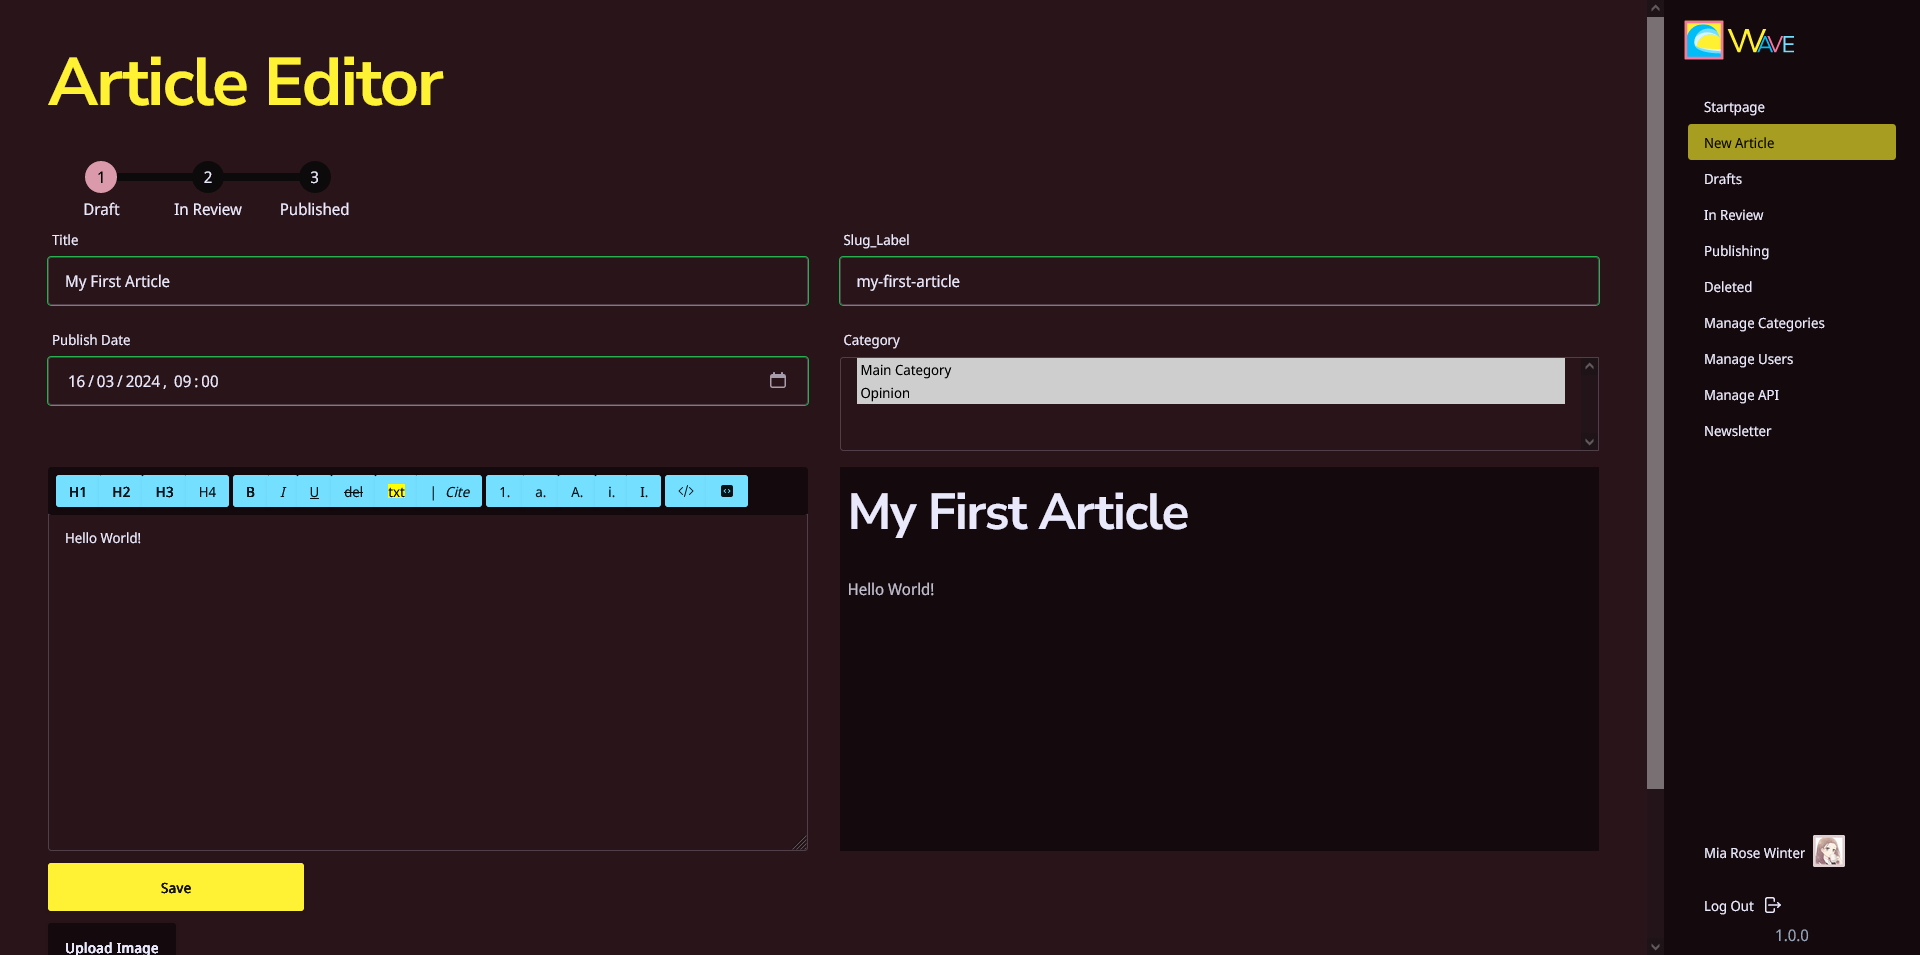 Article Editor
1 2 3
Draft In Review Published
Title
My First Article
Slug_Label
my-first-article
Publish Date
16/03/2024, 09:00
Category
Main Category
Opinion
H1 H2 H3 H4 B I U del txt | Cite 1. a. A. i. I. </>
Hello World!
My First Article
Hello World!
Save
Upload Image
WAVE
Startpage
New Article
Drafts
In Review
Publishing
Deleted
Manage Categories
Manage Users
Manage API
Newsletter
Mia Rose Winter
Log Out
1.0.0